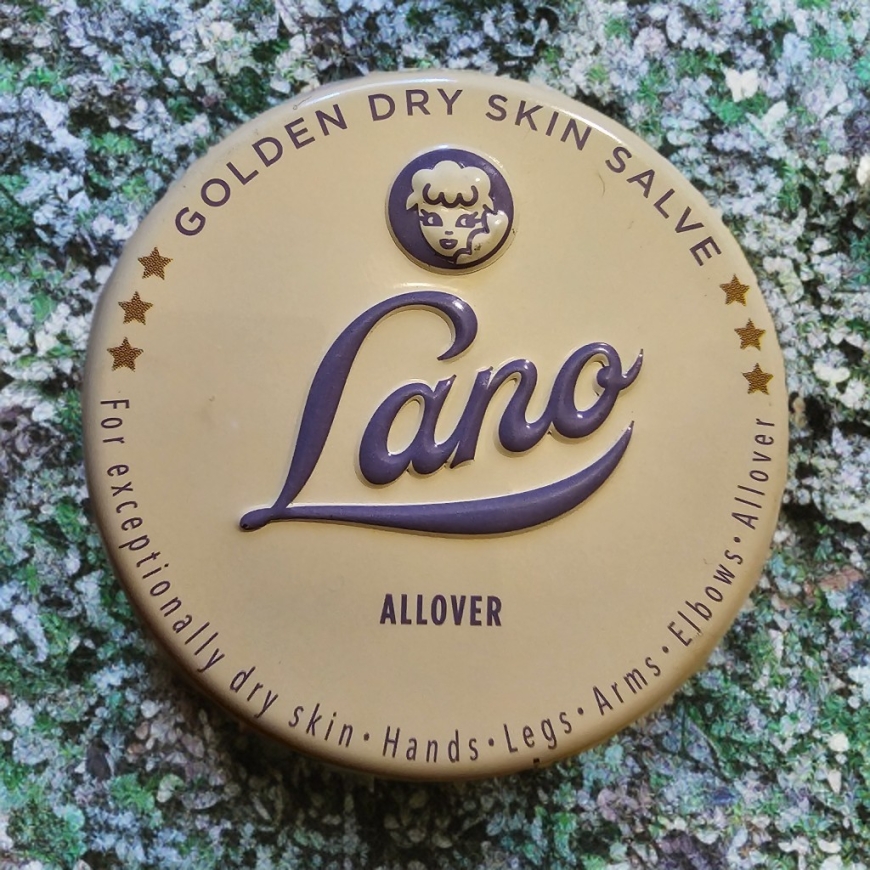 GOLDEN DRY SKIN SALVE
Lano
ALLOVER
For exceptionally dry skin • Hands • Legs • Arms • Elbows • Allover